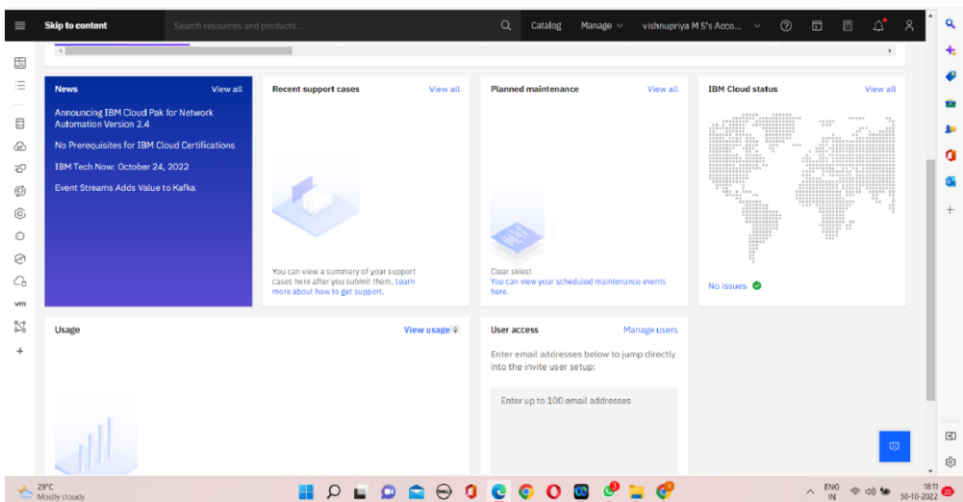 Skip to content
Search resources and products...
Catalog
Manage
vishnupriya M S's Acco...
News
View all
Announcing IBM Cloud Pak for Network
Automation Version 2.4
No Prerequisites for IBM Cloud Certifications
IBM Tech Now: October 24, 2022
Event Streams Adds Value to Kafka
Recent support cases
View all
You can view a summary of your support
cases here after you submit them. Learn
more about how to get support.
Planned maintenance
View all
Clear skies!
You can view your scheduled maintenance events
here.
IBM Cloud status
View all
No issues
Usage
View usage
User access
Manage users
Enter email addresses below to jump directly
into the invite user setup:
Enter up to 100 email addresses
vm
29°C
Mostly cloudy
ENG
IN
18:11
30-10-2022